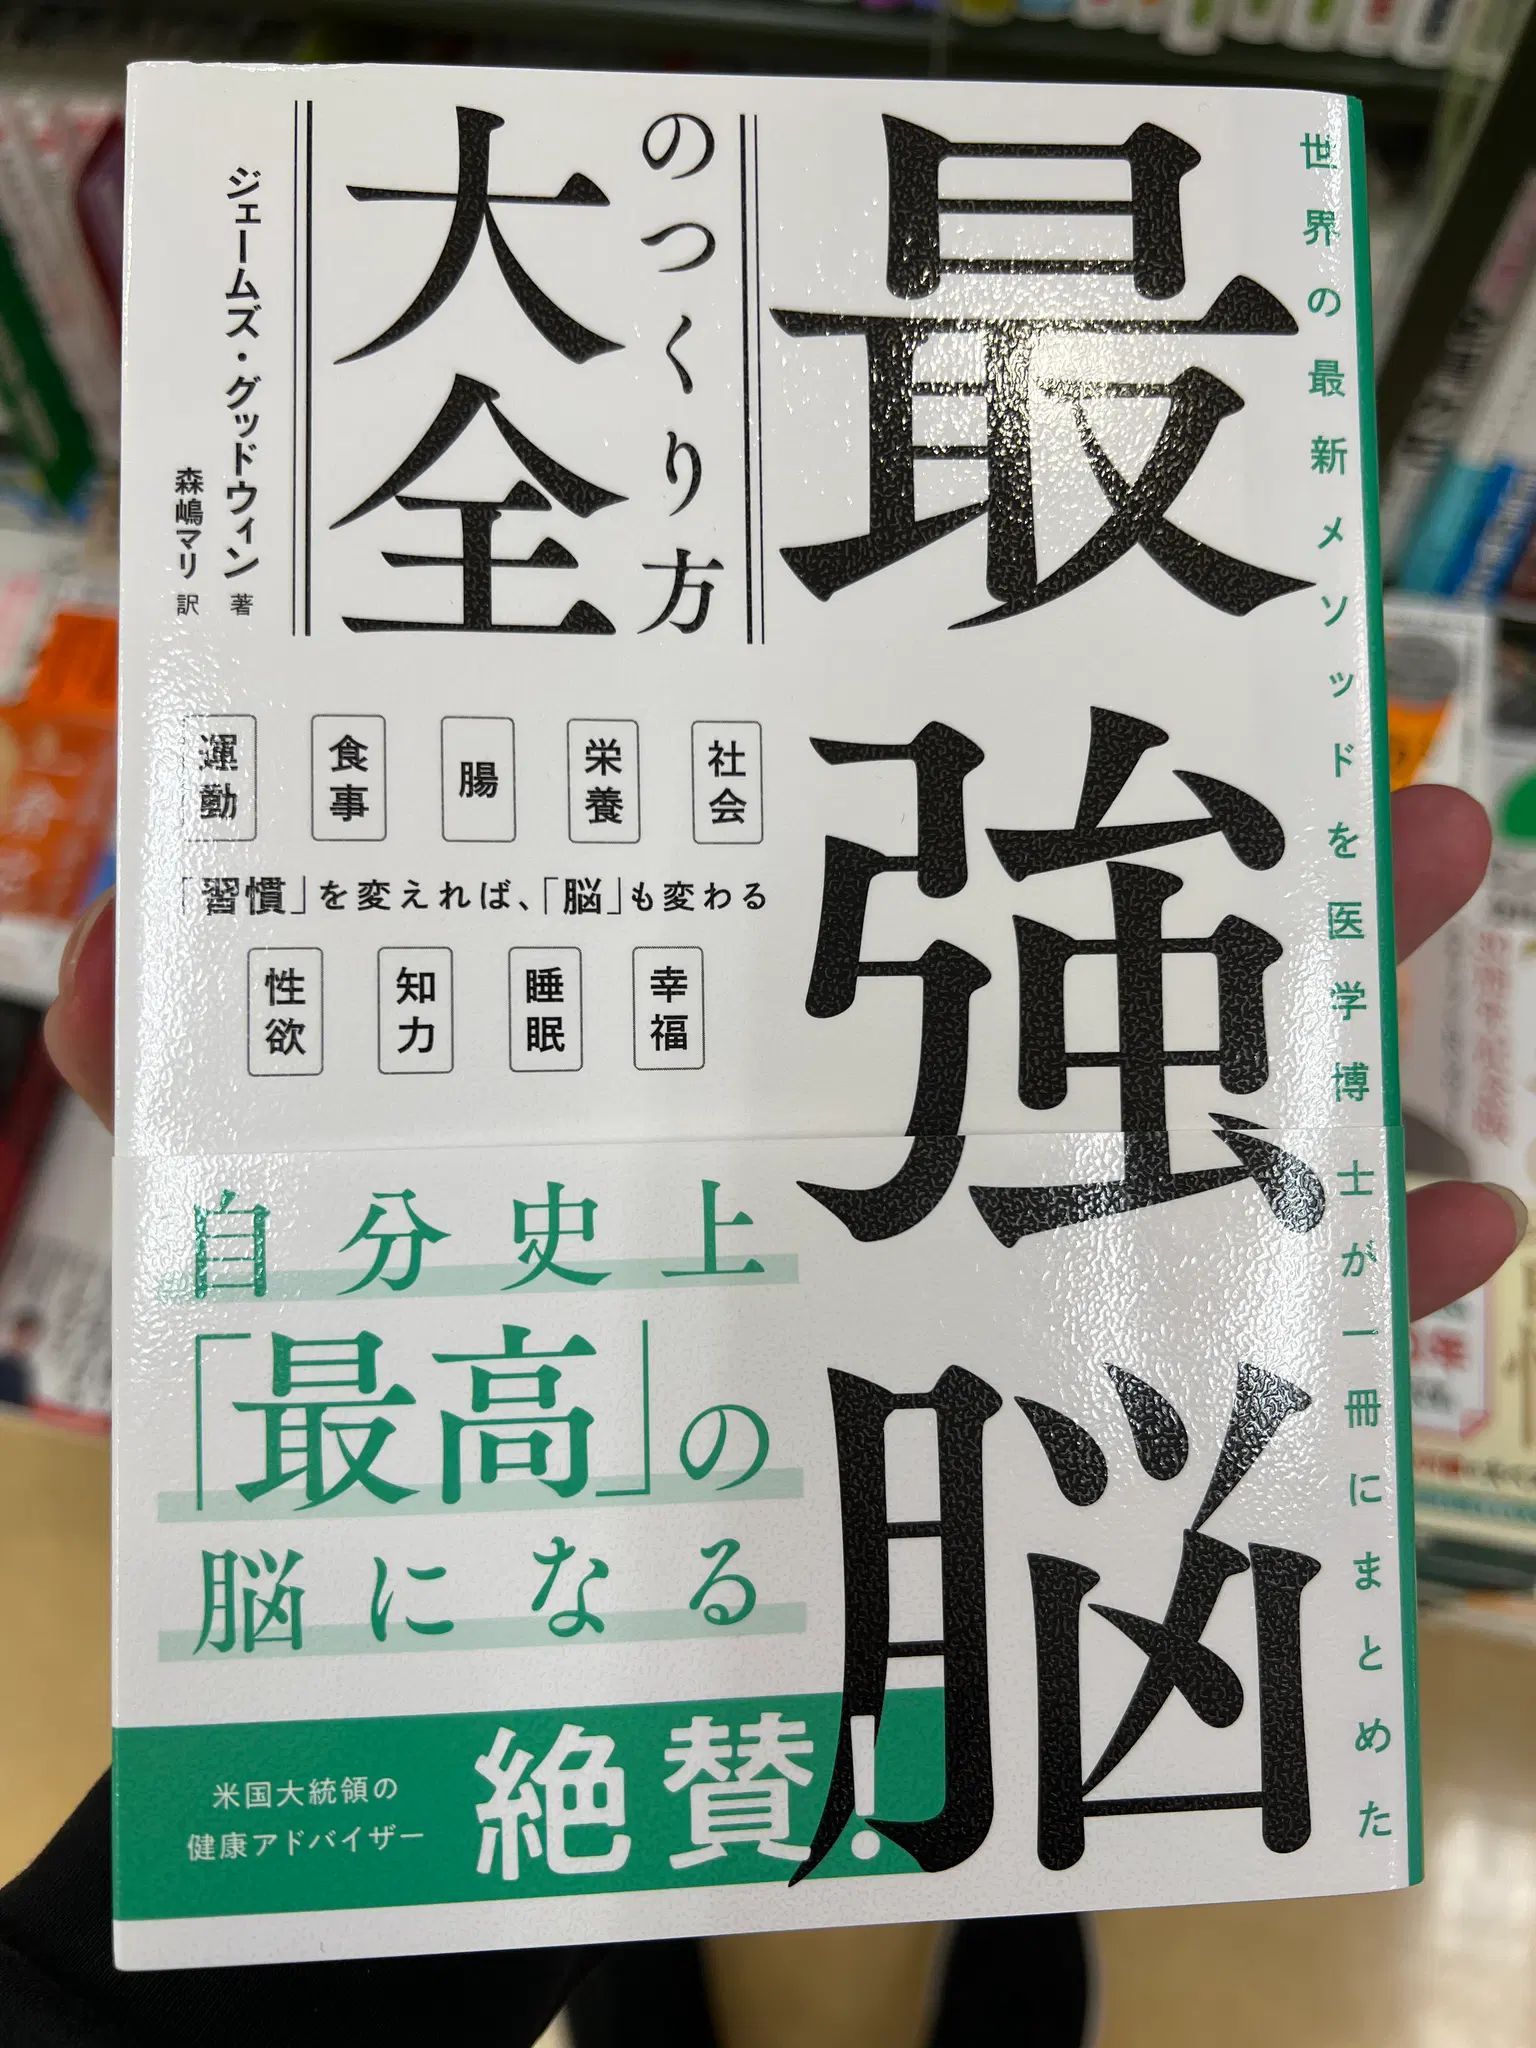 世界の最新メソッドを医学博士が一冊にまとめた
最強脳
のつくり方
大全
ジェームズ・グッドウィン 著
森嶋マリ 訳
運動 食事 腸 栄養 社会
「習慣」を変えれば、「脳」も変わる
性欲 知力 睡眠 幸福
自分史上
「最高」の
脳になる
米国大統領の
健康アドバイザー
絶賛!